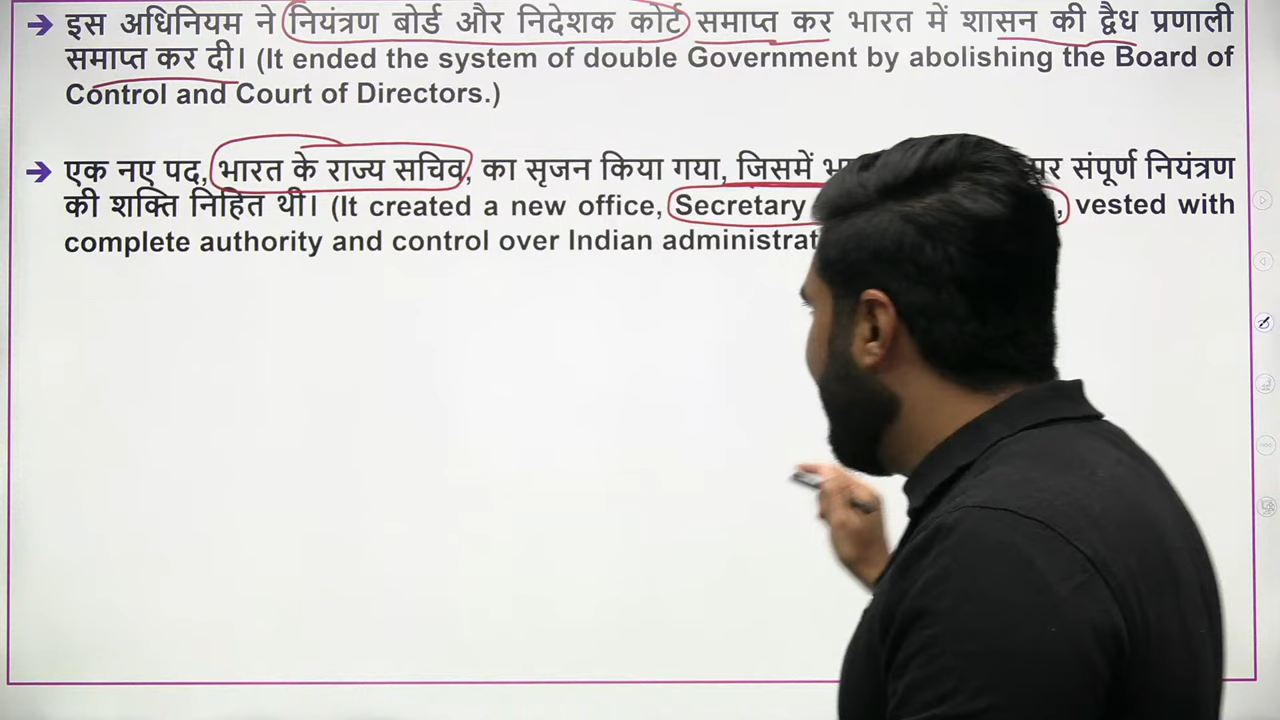 → इस अधिनियम ने नियंत्रण बोर्ड और निदेशक कोर्ट समाप्त कर भारत में शासन की द्वैध प्रणाली
समाप्त कर दी। (It ended the system of double Government by abolishing the Board of
Control and Court of Directors.)
→ एक नए पद, भारत के राज्य सचिव, का सृजन किया गया, जिसमें पर संपूर्ण नियंत्रण
की शक्ति निहित थी। (It created a new office, Secretary , vested with
complete authority and control over Indian